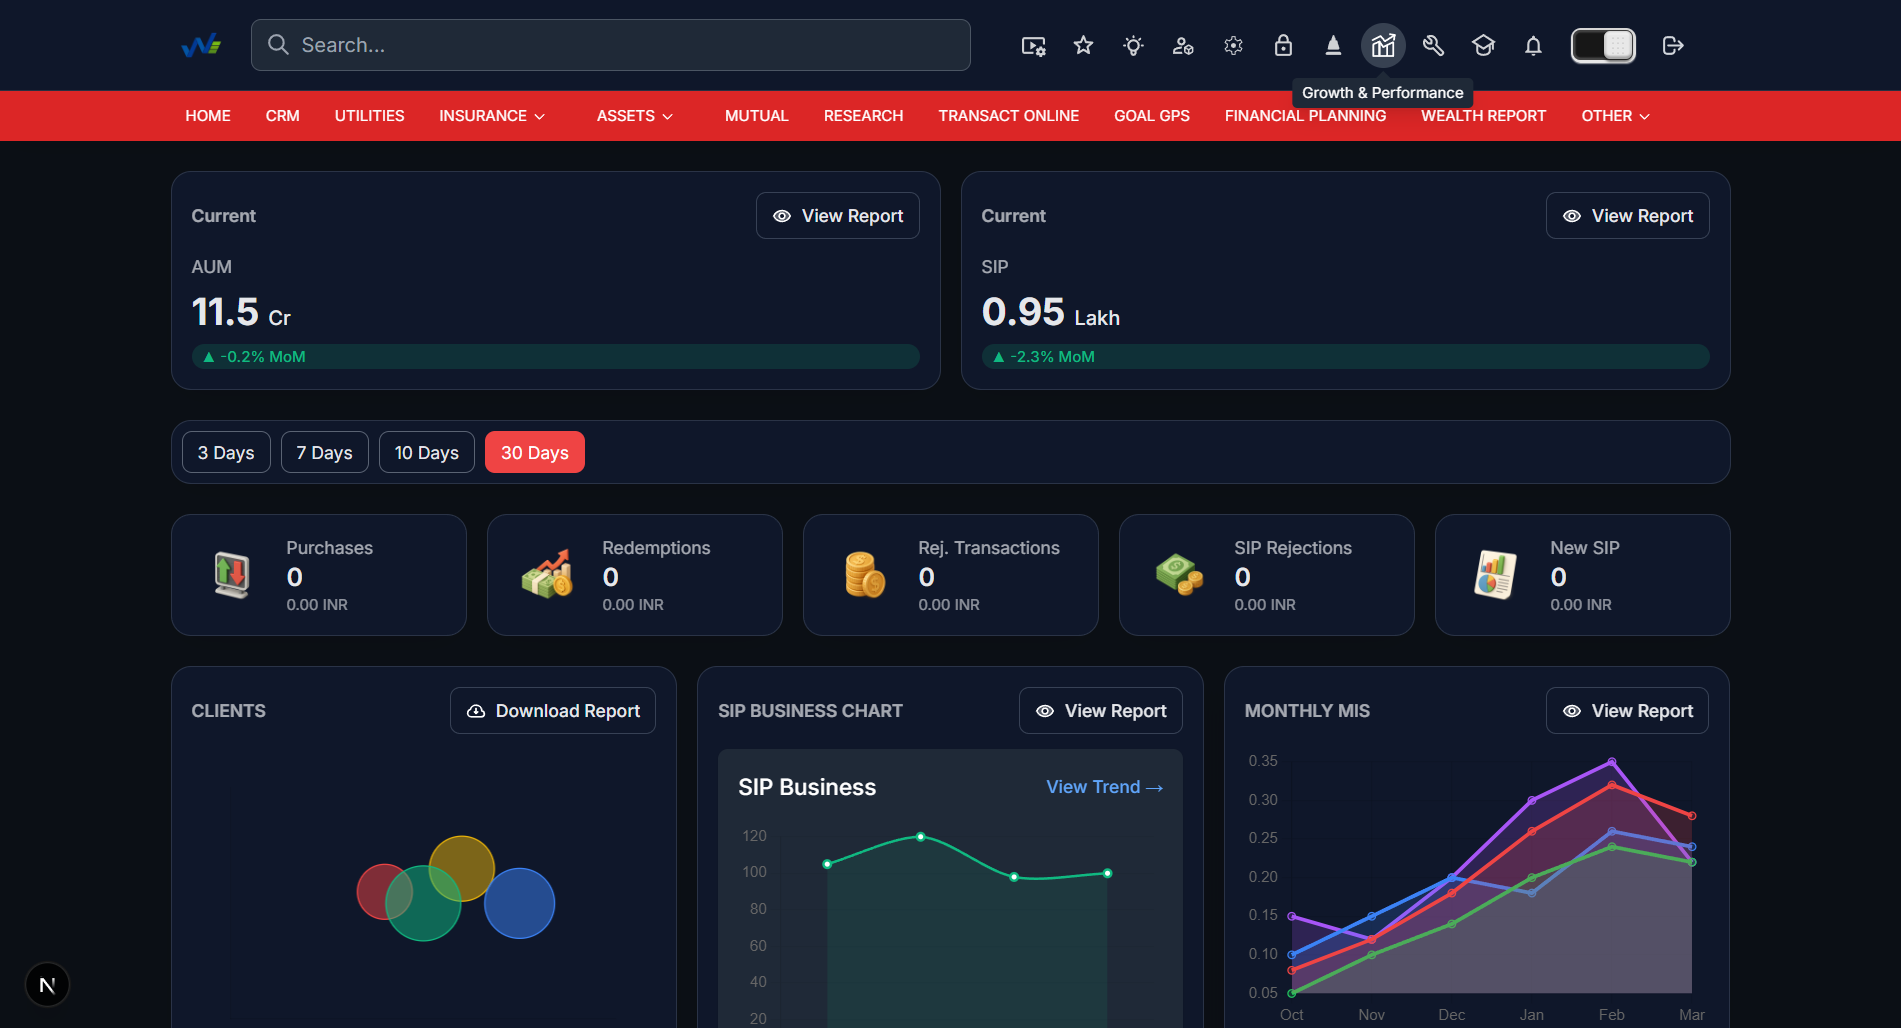 Search...
Growth & Performance
HOME CRM UTILITIES INSURANCE ASSETS MUTUAL RESEARCH TRANSACT ONLINE GOAL GPS FINANCIAL PLANNING WEALTH REPORT OTHER
Current View Report
AUM
11.5 Cr
▲ -0.2% MoM
Current View Report
SIP
0.95 Lakh
▲ -2.3% MoM
3 Days 7 Days 10 Days 30 Days
Purchases
0
0.00 INR
Redemptions
0
0.00 INR
Rej. Transactions
0
0.00 INR
SIP Rejections
0
0.00 INR
New SIP
0
0.00 INR
CLIENTS Download Report
SIP BUSINESS CHART View Report
SIP Business View Trend →
120
100
80
60
40
20
MONTHLY MIS View Report
0.35
0.30
0.25
0.20
0.15
0.10
0.05
Oct Nov Dec Jan Feb Mar
N